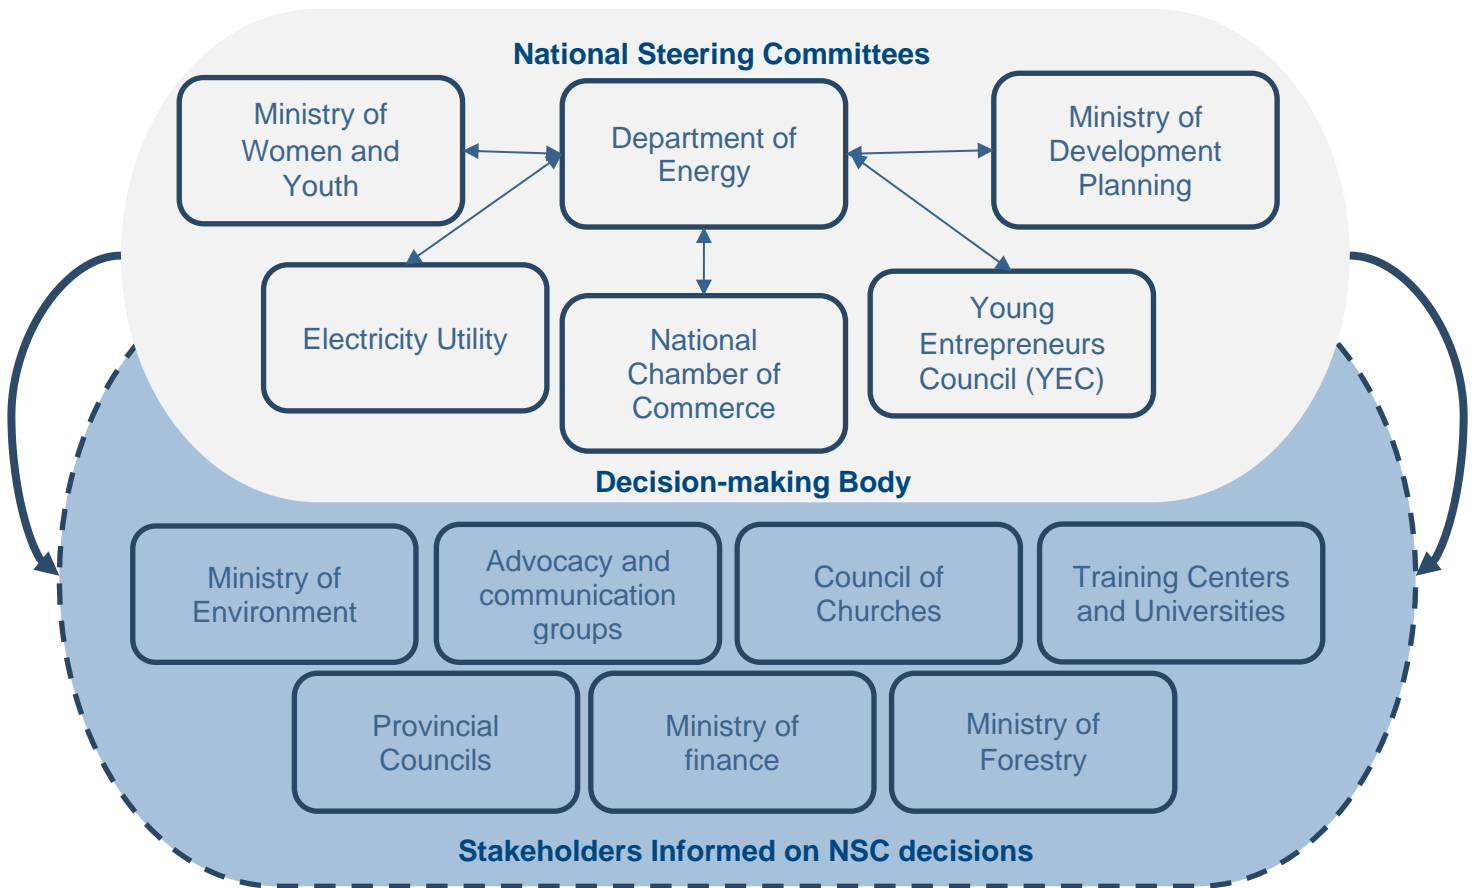 National Steering Committees
Ministry of
Women and
Youth
Department of
Energy
Ministry of
Development
Planning
Electricity Utility
National
Chamber of
Commerce
Young
Entrepreneurs
Council (YEC)
Decision-making Body
Ministry of
Environment
Advocacy and
communication
groups
Council of
Churches
Training Centers
and Universities
Provincial
Councils
Ministry of
finance
Ministry of
Forestry
Stakeholders Informed on NSC decisions